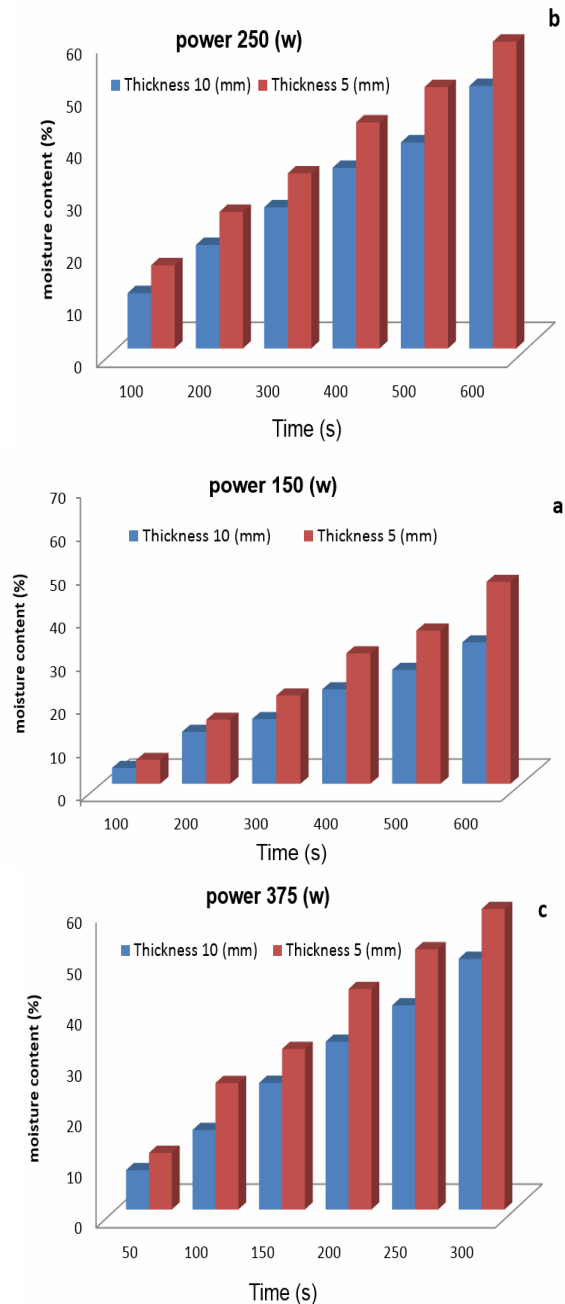 power 250 (w)
b
Thickness 10 (mm) Thickness 5 (mm)
moisture content (%)
60
50
40
30
20
10
0
100 200 300 400 500 600
Time (s)
power 150 (w)
a
Thickness 10 (mm) Thickness 5 (mm)
moisture content (%)
70
60
50
40
30
20
10
0
100 200 300 400 500 600
Time (s)
power 375 (w)
c
Thickness 10 (mm) Thickness 5 (mm)
moisture content (%)
60
50
40
30
20
10
0
50 100 150 200 250 300
Time (s)